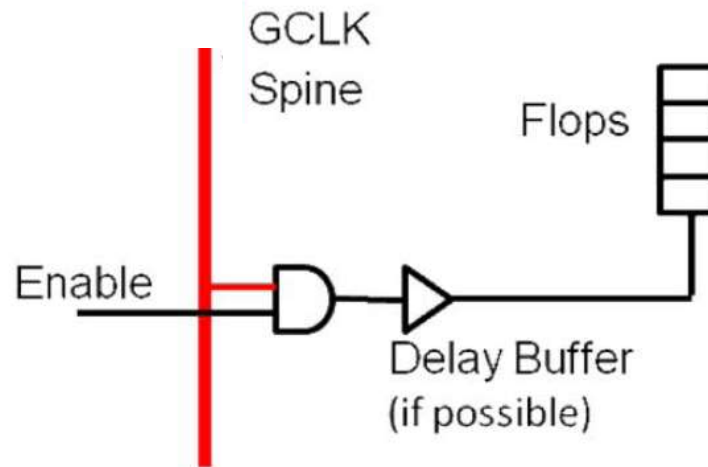 GCLK
Spine
Flops
Enable
Delay Buffer
(if possible)